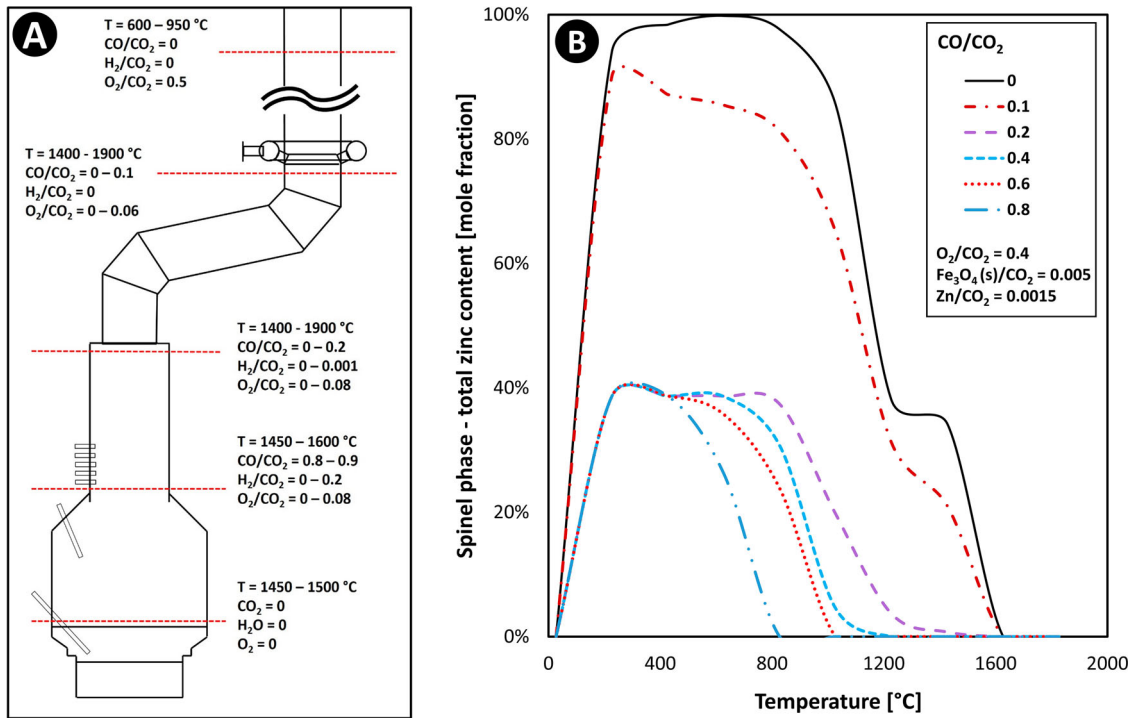 A
T = 600 – 950 °C
CO/CO₂ = 0
H₂/CO₂ = 0
O₂/CO₂ = 0.5
T = 1400 - 1900 °C
CO/CO₂ = 0 – 0.1
H₂/CO₂ = 0
O₂/CO₂ = 0 – 0.06
T = 1400 - 1900 °C
CO/CO₂ = 0 – 0.2
H₂/CO₂ = 0 – 0.001
O₂/CO₂ = 0 – 0.08
T = 1450 – 1600 °C
CO/CO₂ = 0.8 – 0.9
H₂/CO₂ = 0 – 0.2
O₂/CO₂ = 0 – 0.08
T = 1450 – 1500 °C
CO₂ = 0
H₂O = 0
O₂ = 0
B
Spinel phase - total zinc content [mole fraction]
100%
80%
60%
40%
20%
0%
0
400
800
1200
1600
2000
Temperature [°C]
CO/CO₂
0
0.1
0.2
0.4
0.6
0.8
O₂/CO₂ = 0.4
Fe₃O₄(s)/CO₂ = 0.005
Zn/CO₂ = 0.0015